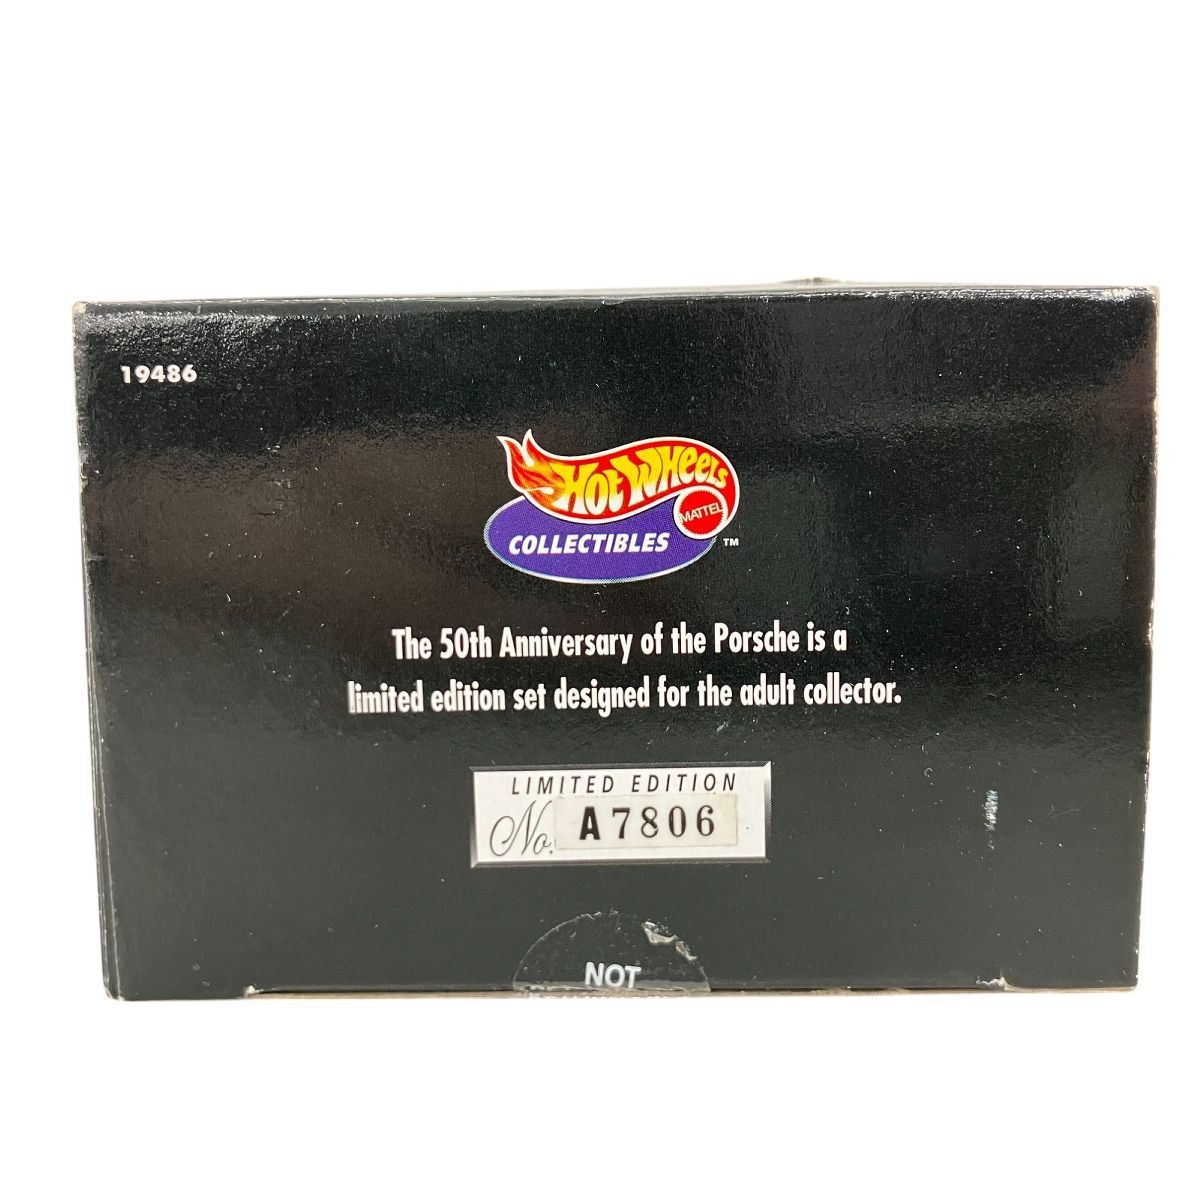 19486
HOT WHEELS
MATTEL
COLLECTIBLES ™
The 50th Anniversary of the Porsche is a
limited edition set designed for the adult collector.
LIMITED EDITION
No. A7806
NOT